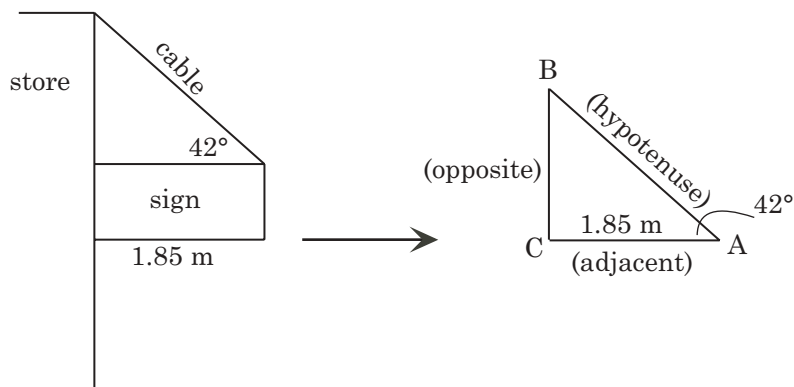 cable
store
42°
sign
1.85 m
B
(hypotenuse)
(opposite)
42°
1.85 m
C
A
(adjacent)